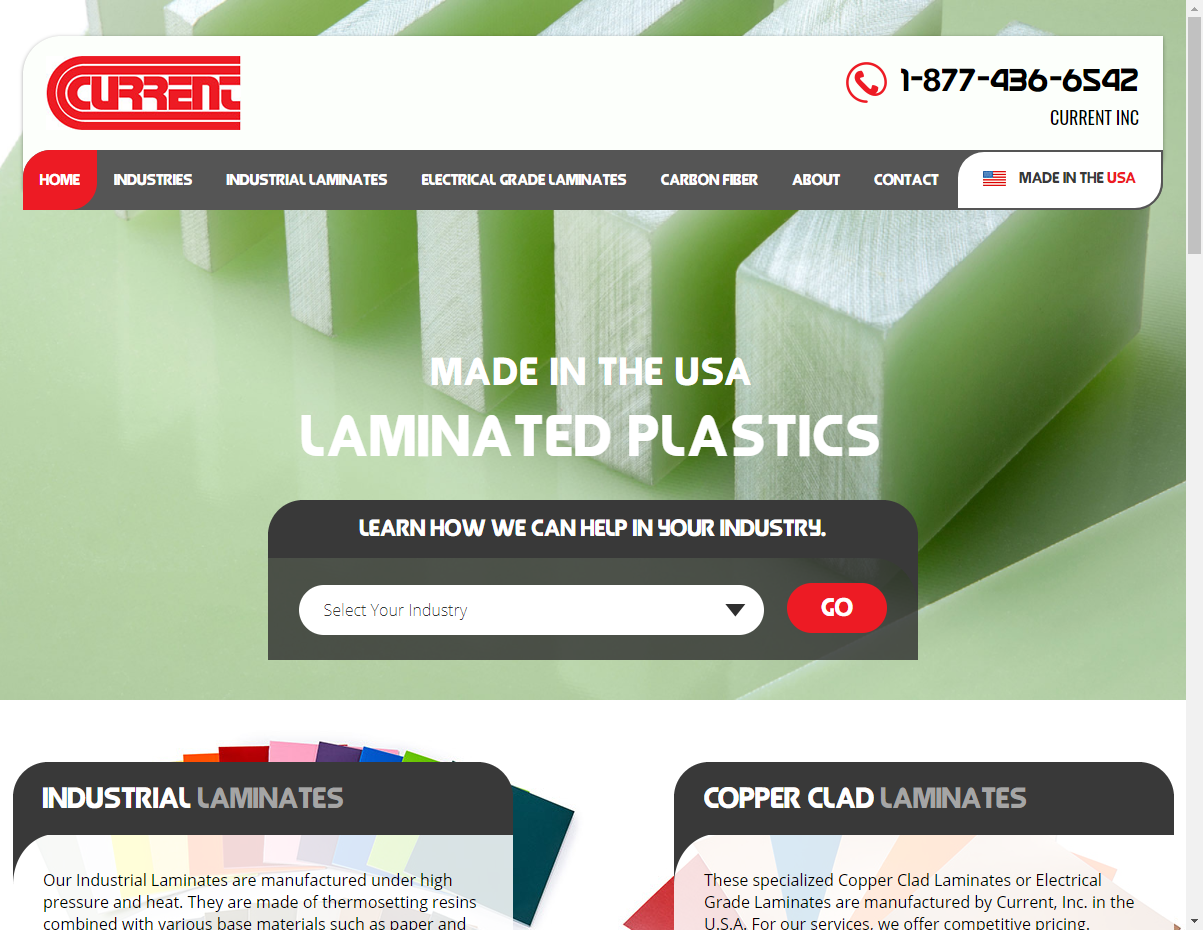 CURRENT
1-877-436-6542
CURRENT INC
HOME INDUSTRIES INDUSTRIAL LAMINATES ELECTRICAL GRADE LAMINATES CARBON FIBER ABOUT CONTACT MADE IN THE USA
MADE IN THE USA
LAMINATED PLASTICS
LEARN HOW WE CAN HELP IN YOUR INDUSTRY.
Select Your Industry GO
INDUSTRIAL LAMINATES
Our Industrial Laminates are manufactured under high
pressure and heat. They are made of thermosetting resins
combined with various base materials such as paper and
COPPER CLAD LAMINATES
These specialized Copper Clad Laminates or Electrical
Grade Laminates are manufactured by Current, Inc. in the
U.S.A. For our services, we offer competitive pricing,